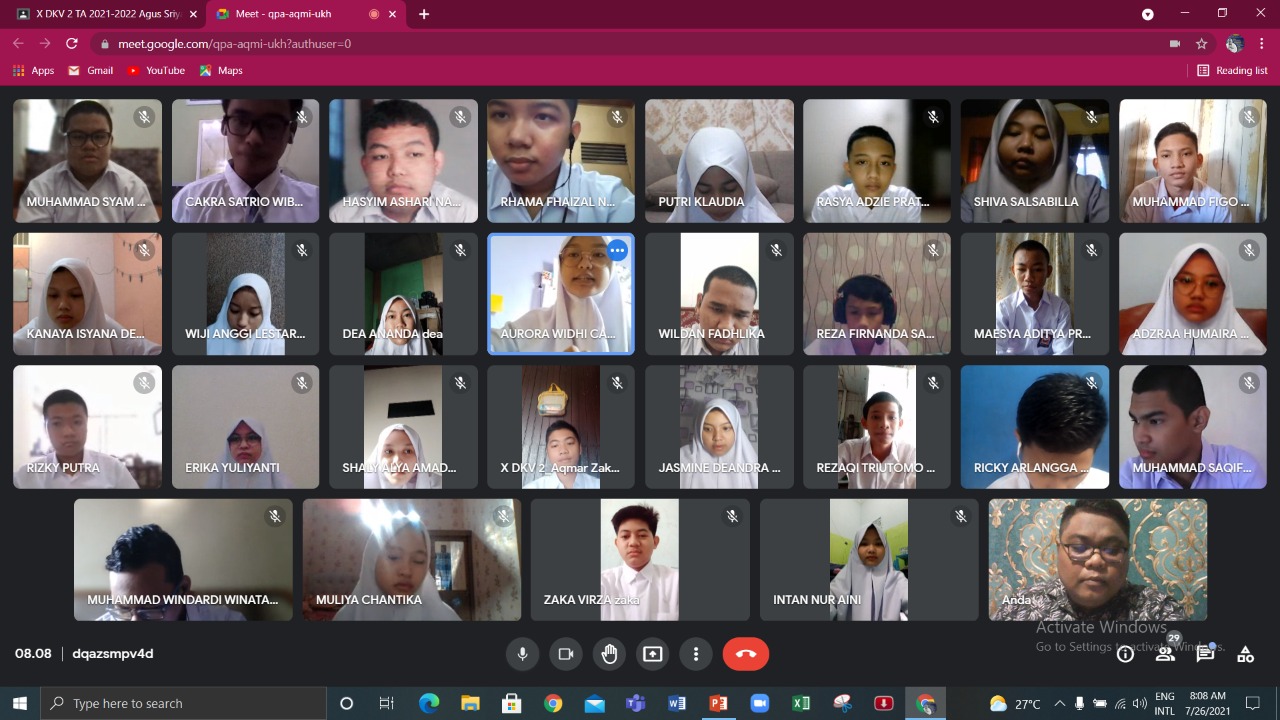 X DKV 2 TA 2021-2022 Agus Sriy
Meet - qpa-aqmi-ukh
meet.google.com/qpa-aqmi-ukh?authuser=0
Apps Gmail YouTube Maps Reading list
MUHAMMAD SYAM ... CAKRA SATRIO WIB... HASYIM ASHARI NA... RHAMA FHAIZAL N... PUTRI KLAUDIA RASYA ADZIE PRAT... SHIVA SALSABILLA MUHAMMAD FIGO ...
KANAYA ISYANA DE... WIJI ANGGI LESTAR... DEA ANANDA dea AURORA WIDHI CA... WILDAN FADHLIKA REZA FIRNANDA SA... MAESYA ADITYA PR... ADZRAA HUMAIRA ...
RIZKY PUTRA ERIKA YULIYANTI SHALY ALYA AMAD... X DKV 2_Aqmar Zak... JASMINE DEANDRA ... REZAQI TRIUTOMO ... RICKY ARLANGGA ... MUHAMMAD SAQIF...
MUHAMMAD WINDARDI WINATA... MULIYA CHANTIKA ZAKA VIRZA zaka INTAN NUR AINI Anda
Activate Windows
Go to Settings to activate Windows.
08.08 | dqazsmpv4d
29
Type here to search
27°C
ENG
INTL
8:08 AM
7/26/2021